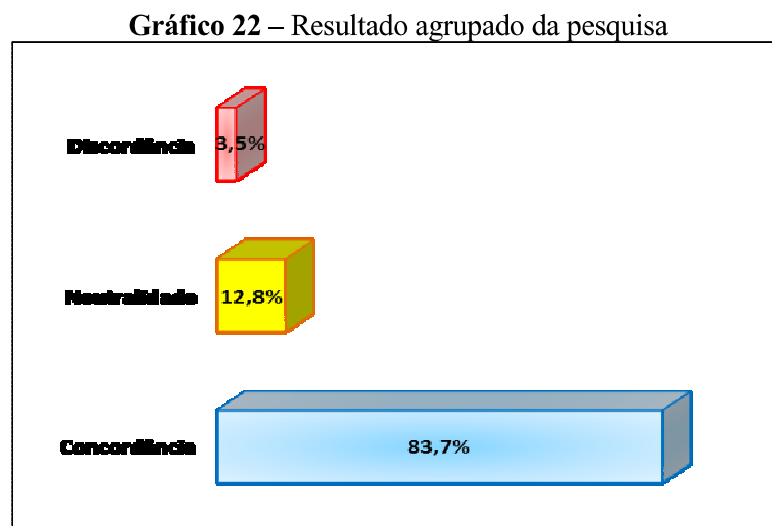 Gráfico 22 – Resultado agrupado da pesquisa
Discordância
3,5%
Neutralidade
12,8%
Concordância
83,7%